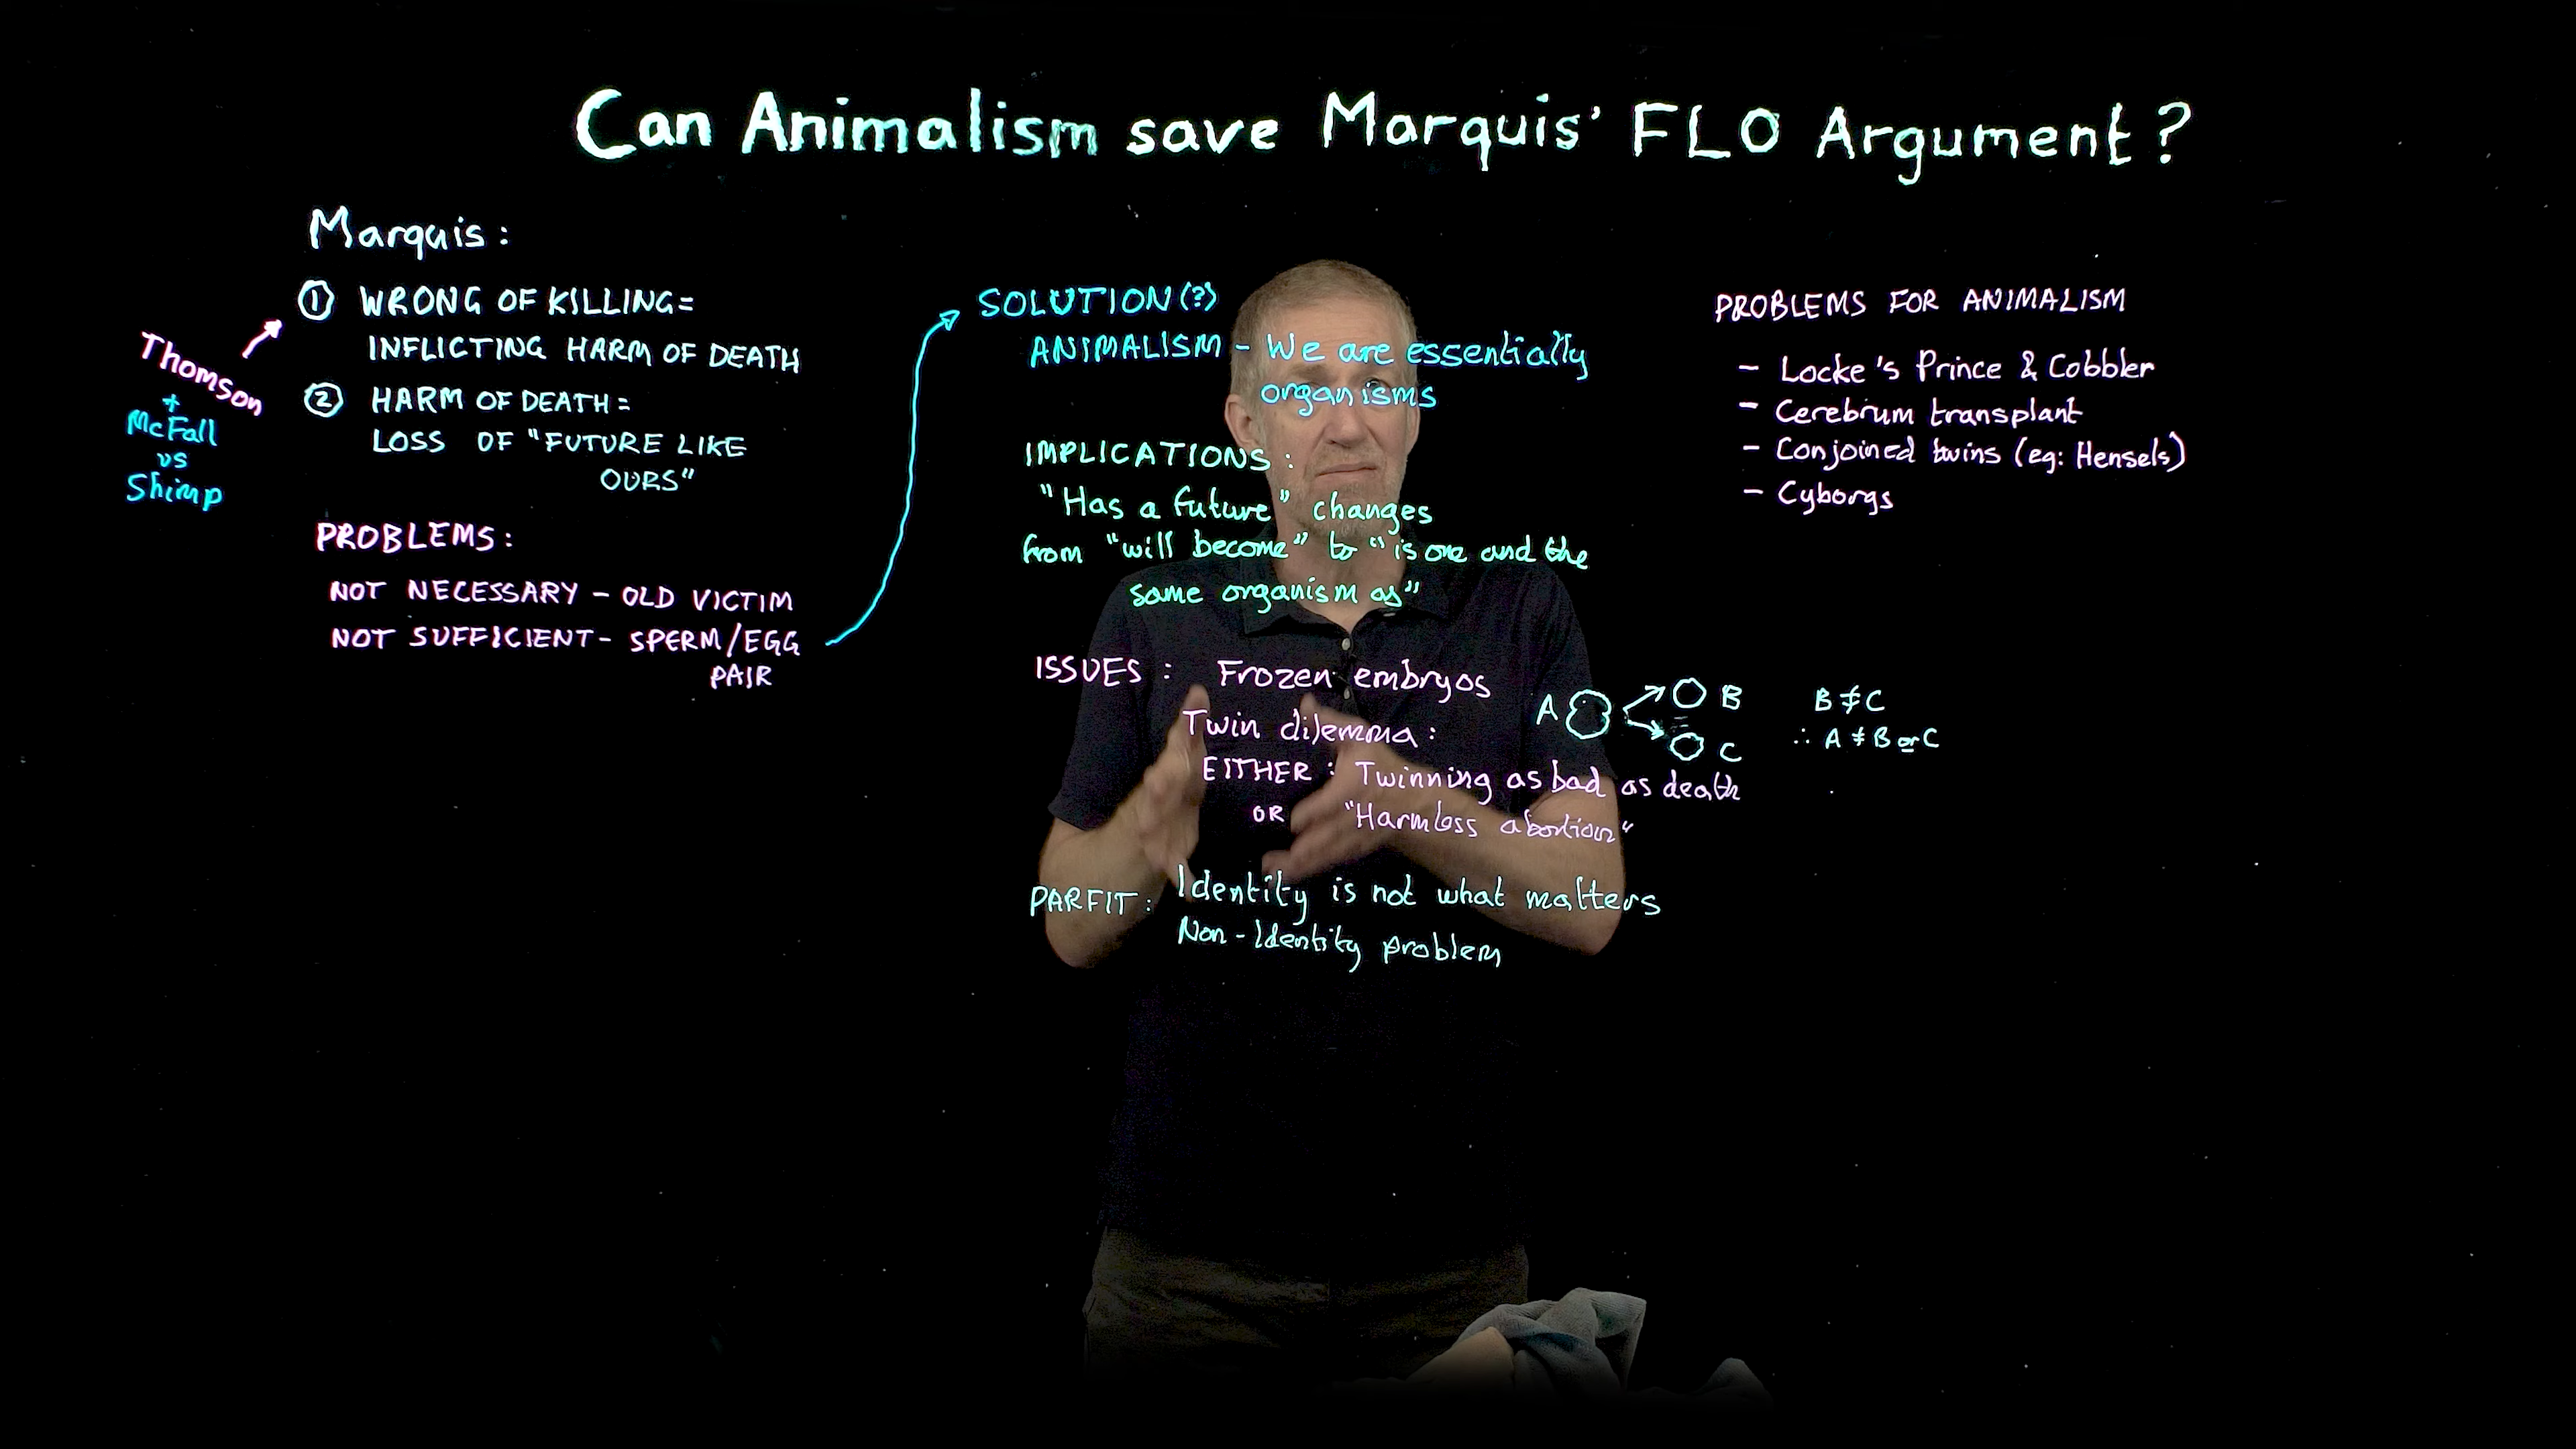 Can Animalism save Marquis' FLO Argument?
Marquis:
① WRONG OF KILLING =
INFLICTING HARM OF DEATH
② HARM OF DEATH =
LOSS OF "FUTURE LIKE
OURS"
Thomson
+
McFall
vs
Shimp
PROBLEMS:
NOT NECESSARY - OLD VICTIM
NOT SUFFICIENT - SPERM/EGG
PAIR
SOLUTION(?)
ANIMALISM - We are essentially
organisms
IMPLICATIONS:
"Has a future" changes
from "will become" to "is one and the
same organism as"
ISSUES: Frozen embryos
Twin dilemma:
EITHER: Twinning as bad as death
OR "Harmless abortion"
A
B
C
B ≠ C
∴ A ≠ B or C
PARFIT: Identity is not what matters
Non-Identity problem
PROBLEMS FOR ANIMALISM
- Locke's Prince & Cobbler
- Cerebrum transplant
- Conjoined twins (eg: Hensels)
- Cyborgs